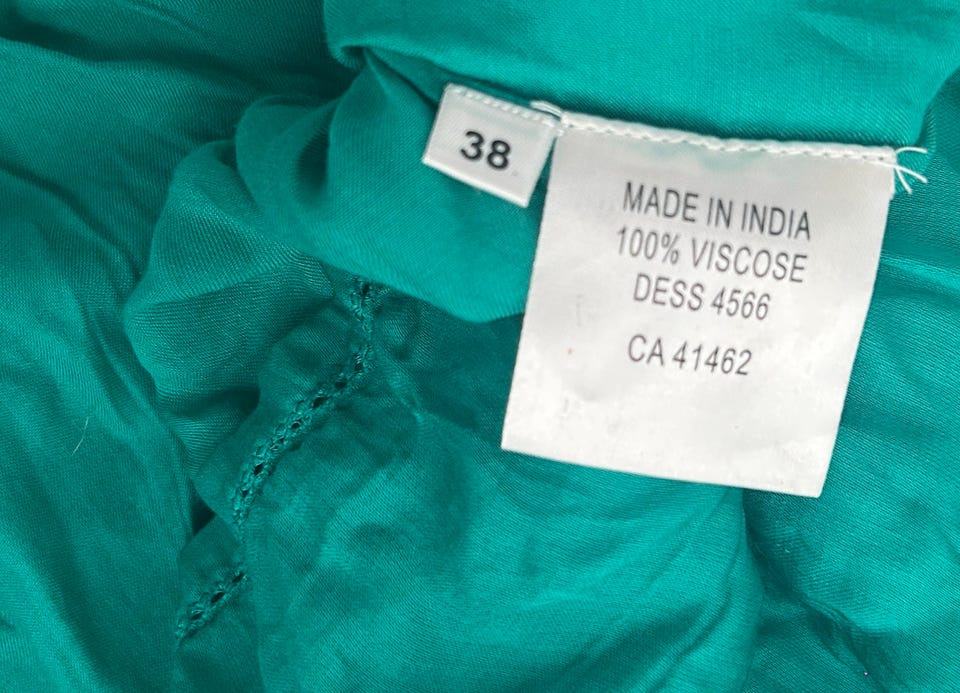 38
MADE IN INDIA
100% VISCOSE
DESS 4566
CA 41462